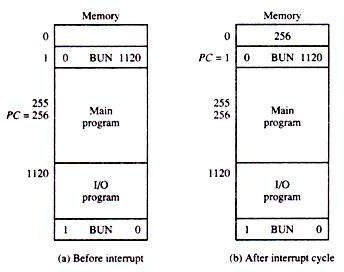 Memory
0
1 0 BUN 1120
255
PC = 256
Main
program
1120
I/O
program
1 BUN 0
(a) Before interrupt
Memory
0 256
PC = 1 0 BUN 1120
255
256
Main
program
1120
I/O
program
1 BUN 0
(b) After interrupt cycle